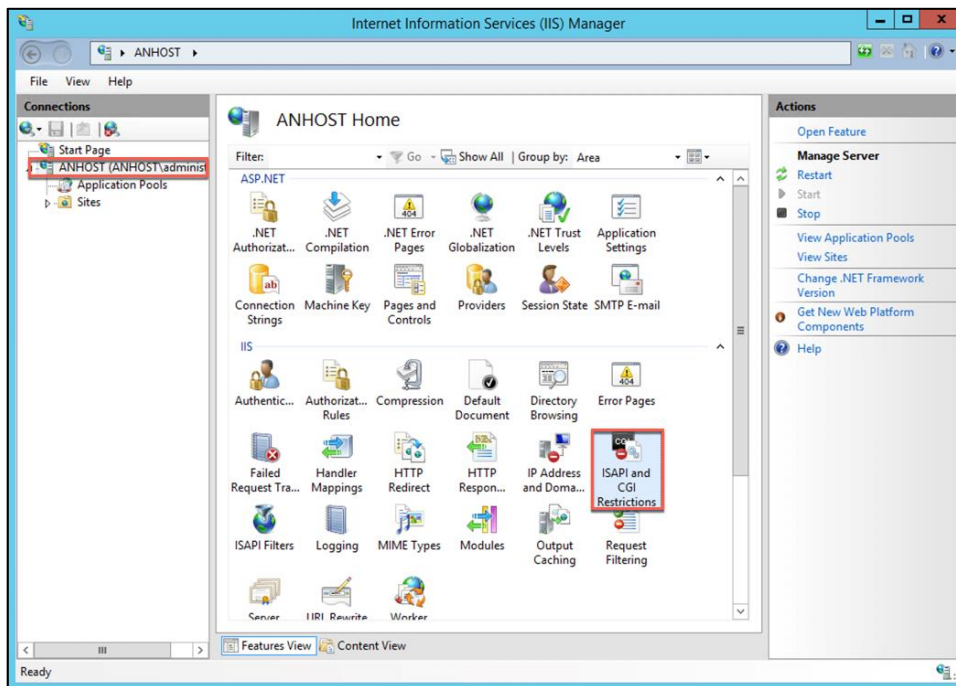 Internet Information Services (IIS) Manager
ANHOST
File View Help
Connections
Start Page
ANHOST (ANHOST\administ
Application Pools
Sites
Ready
ANHOST Home
Filter: Go Show All Group by: Area
ASP.NET
.NET Authorizat...
.NET Compilation
.NET Error Pages
.NET Globalization
.NET Trust Levels
Application Settings
Connection Strings
Machine Key
Pages and Controls
Providers
Session State
SMTP E-mail
IIS
Authentic...
Authorizat... Rules
Compression
Default Document
Directory Browsing
Error Pages
Failed Request Tra...
Handler Mappings
HTTP Redirect
HTTP Respon...
IP Address and Doma...
ISAPI and CGI Restrictions
ISAPI Filters
Logging
MIME Types
Modules
Output Caching
Request Filtering
Server
URL Rewrite
Worker
Features View Content View
Actions
Open Feature
Manage Server
Restart
Start
Stop
View Application Pools
View Sites
Change .NET Framework
Version
Get New Web Platform
Components
Help